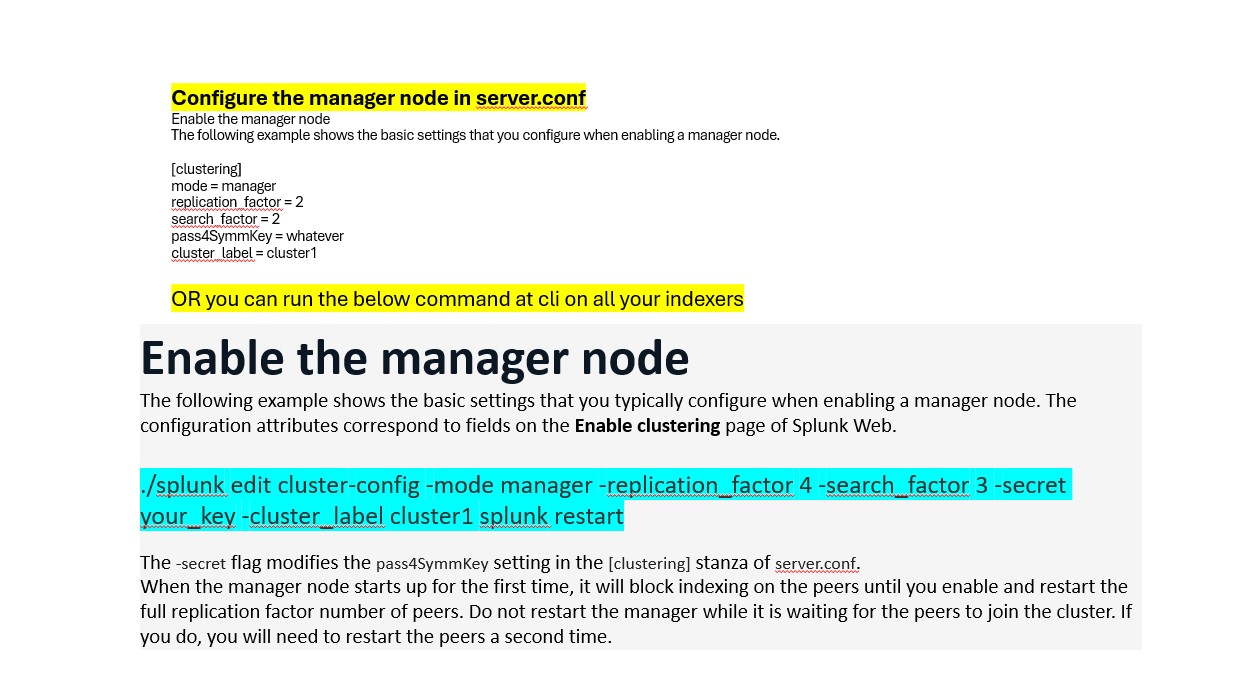 Configure the manager node in server.conf
Enable the manager node
The following example shows the basic settings that you configure when enabling a manager node.
[clustering]
mode = manager
replication_factor = 2
search_factor = 2
pass4SymmKey = whatever
cluster_label = cluster1
OR you can run the below command at cli on all your indexers
Enable the manager node
The following example shows the basic settings that you typically configure when enabling a manager node. The
configuration attributes correspond to fields on the Enable clustering page of Splunk Web.
./splunk edit cluster-config -mode manager -replication_factor 4 -search_factor 3 -secret
your_key -cluster_label cluster1 splunk restart
The -secret flag modifies the pass4SymmKey setting in the [clustering] stanza of server.conf.
When the manager node starts up for the first time, it will block indexing on the peers until you enable and restart the
full replication factor number of peers. Do not restart the manager while it is waiting for the peers to join the cluster. If
you do, you will need to restart the peers a second time.